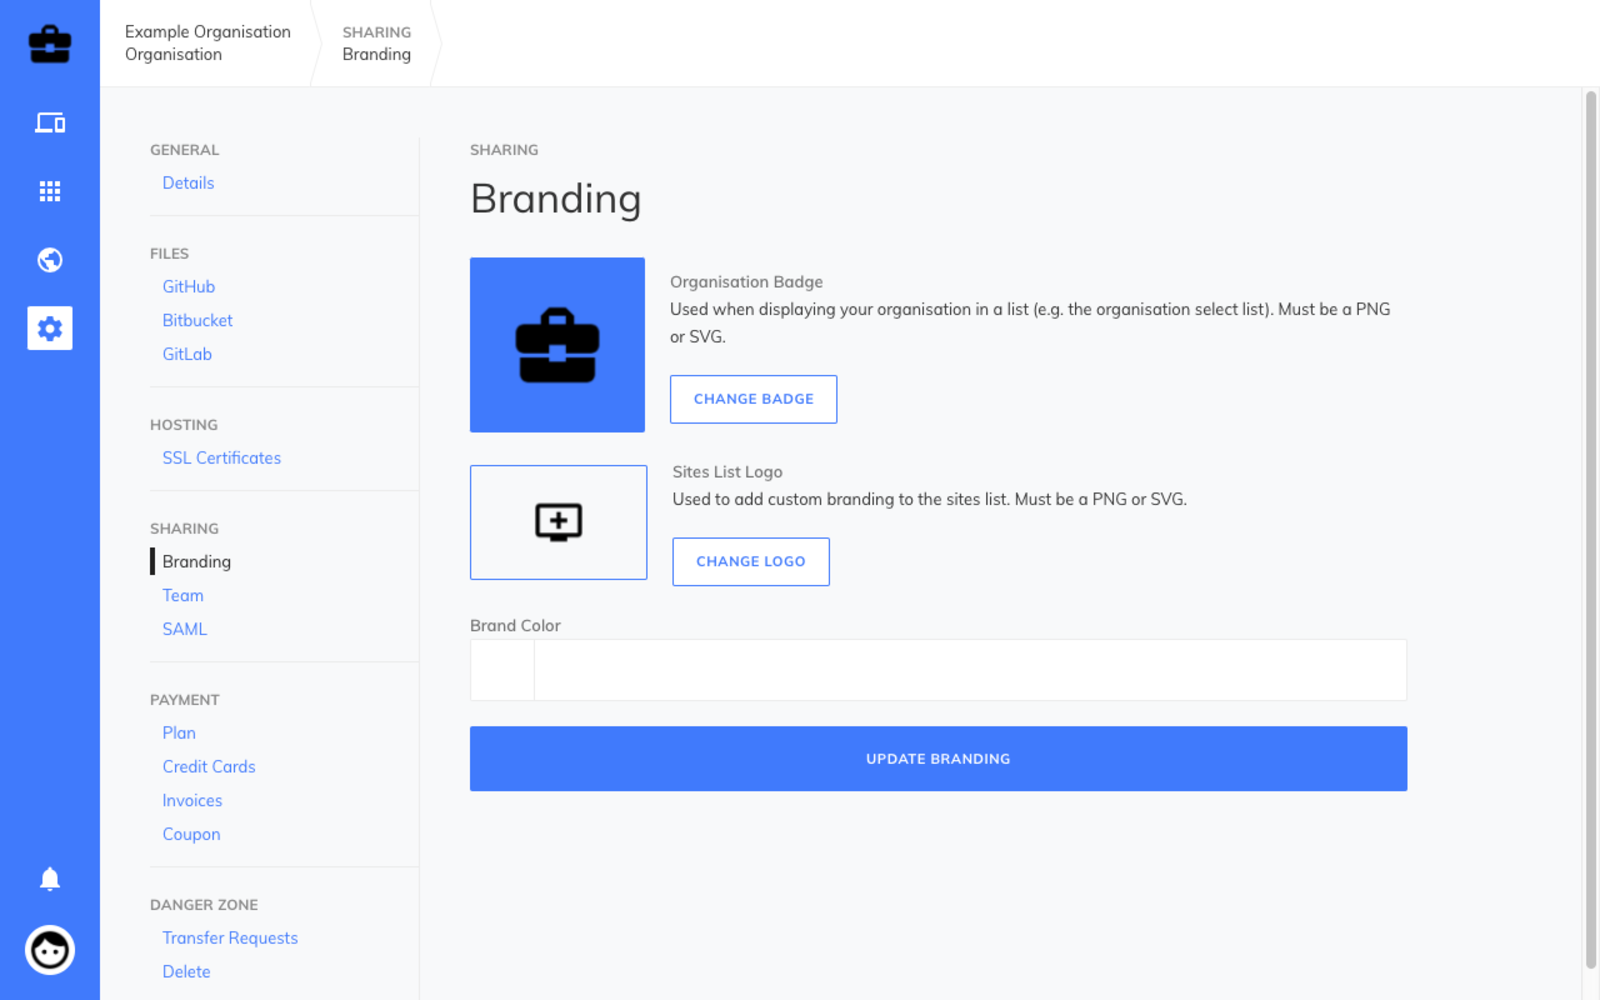 Example Organisation
Organisation
SHARING
Branding
GENERAL
Details
FILES
GitHub
Bitbucket
GitLab
HOSTING
SSL Certificates
SHARING
Branding
Team
SAML
PAYMENT
Plan
Credit Cards
Invoices
Coupon
DANGER ZONE
Transfer Requests
Delete
SHARING
Branding
Organisation Badge
Used when displaying your organisation in a list (e.g. the organisation select list). Must be a PNG
or SVG.
CHANGE BADGE
Sites List Logo
Used to add custom branding to the sites list. Must be a PNG or SVG.
CHANGE LOGO
Brand Color
UPDATE BRANDING